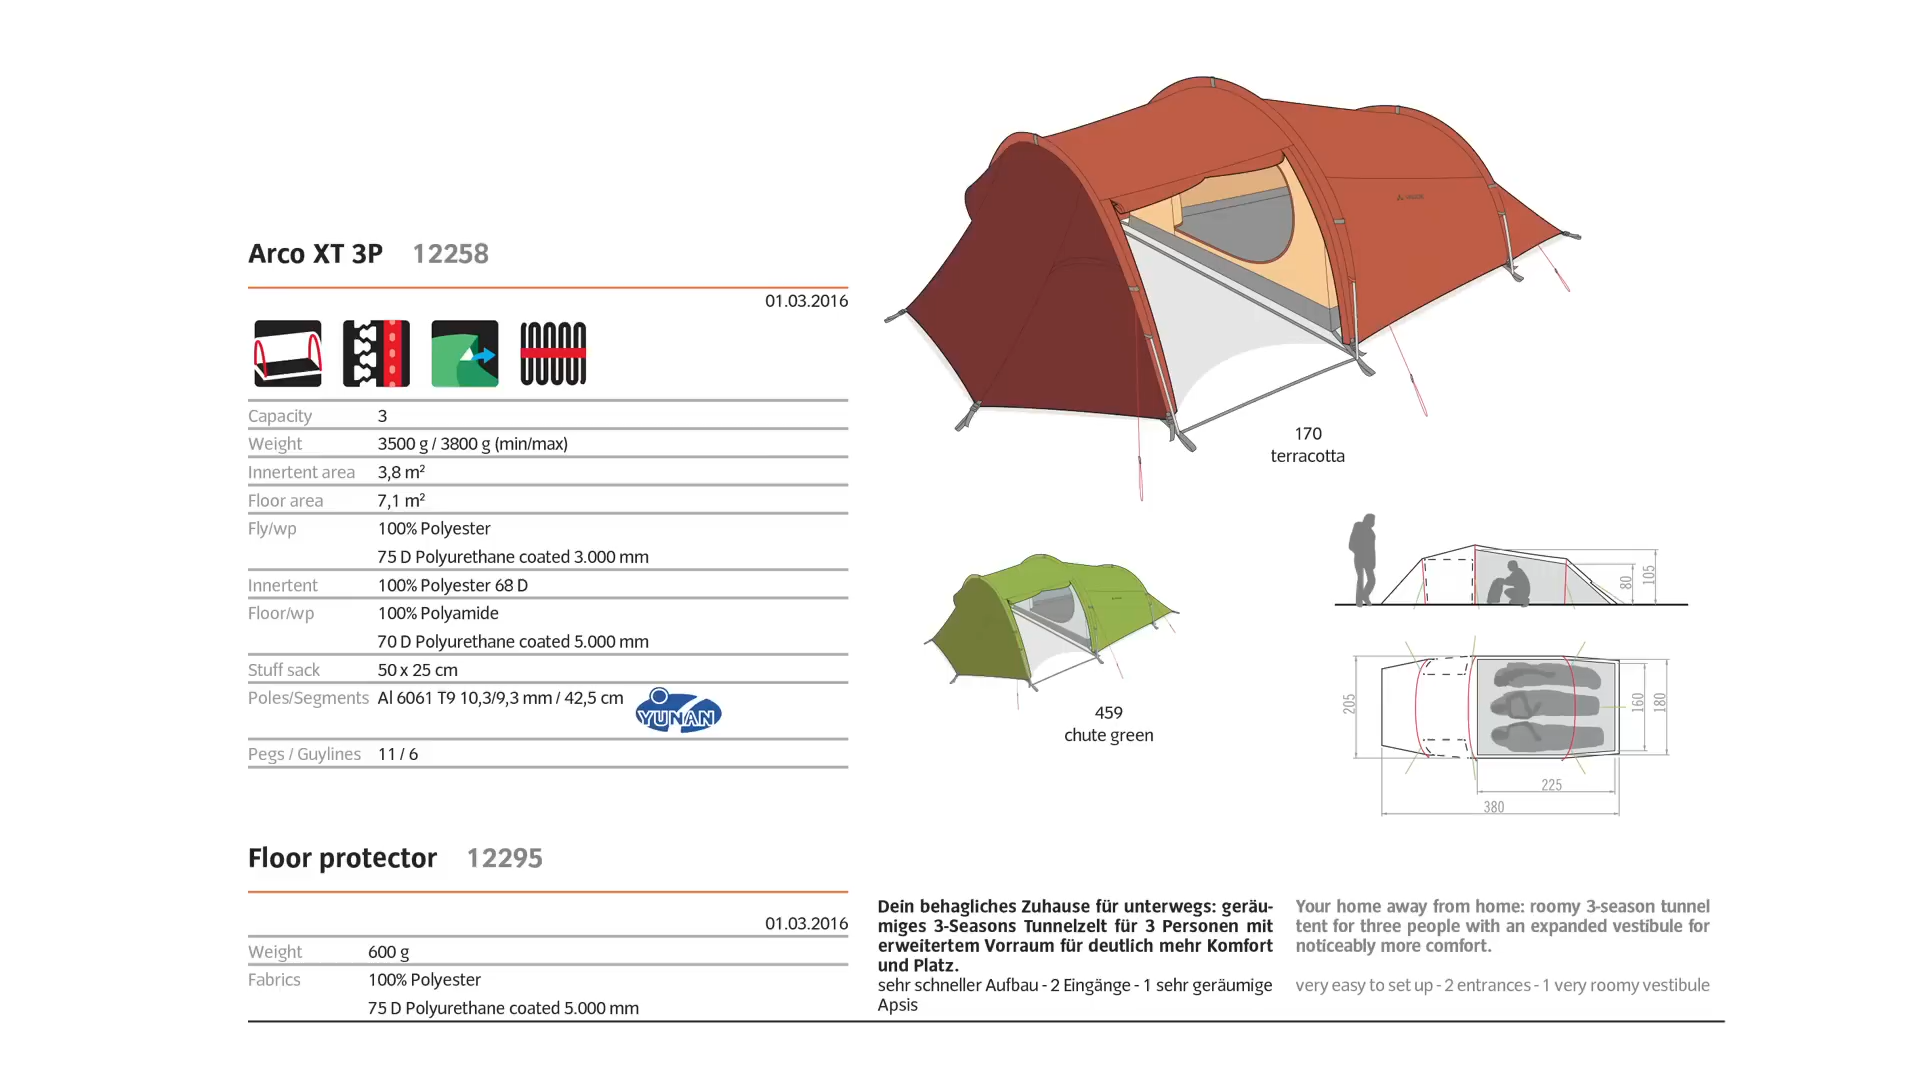 Arco XT 3P 12258
01.03.2016
Capacity 3
Weight 3500 g / 3800 g (min/max)
Innertent area 3,8 m²
Floor area 7,1 m²
Fly/wp 100% Polyester
75 D Polyurethane coated 3.000 mm
Innertent 100% Polyester 68 D
Floor/wp 100% Polyamide
70 D Polyurethane coated 5.000 mm
Stuff sack 50 x 25 cm
Poles/Segments Al 6061 T9 10,3/9,3 mm / 42,5 cm
YUNAN
Pegs / Guylines 11 / 6
Floor protector 12295
01.03.2016
Weight 600 g
Fabrics 100% Polyester
75 D Polyurethane coated 5.000 mm
170
terracotta
459
chute green
80
105
205
160
180
225
380
Dein behagliches Zuhause für unterwegs: geräu-
miges 3-Seasons Tunnelzelt für 3 Personen mit
erweitertem Vorraum für deutlich mehr Komfort
und Platz.
sehr schneller Aufbau - 2 Eingänge - 1 sehr geräumige
Apsis
Your home away from home: roomy 3-season tunnel
tent for three people with an expanded vestibule for
noticeably more comfort.
very easy to set up - 2 entrances - 1 very roomy vestibule